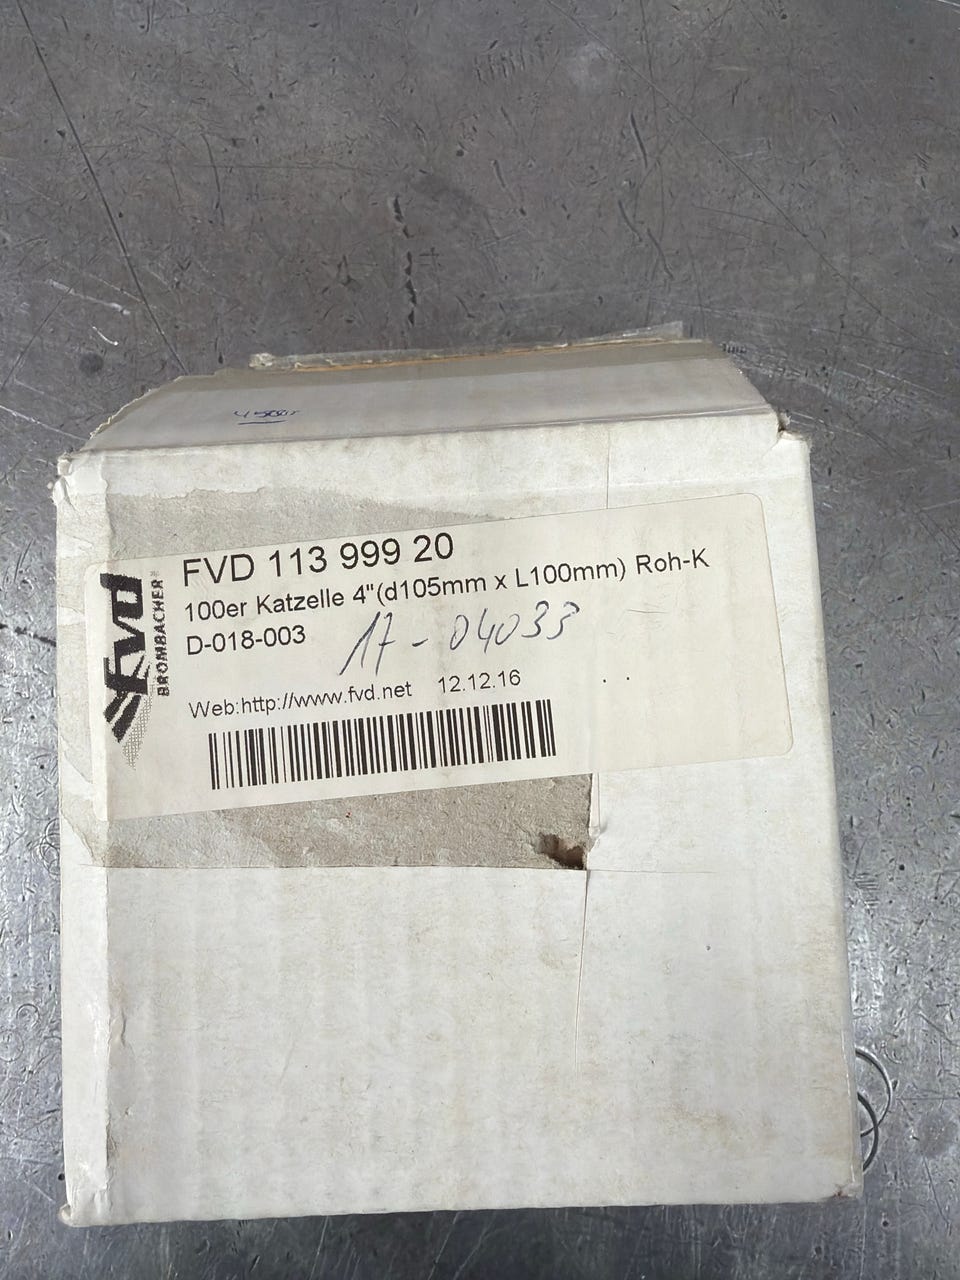 FVD 113 999 20
100er Katzelle 4"(d105mm x L100mm) Roh-K
D-018-003
17-04033
Web:http://www.fvd.net 12.12.16
fvd
BROMBACHER